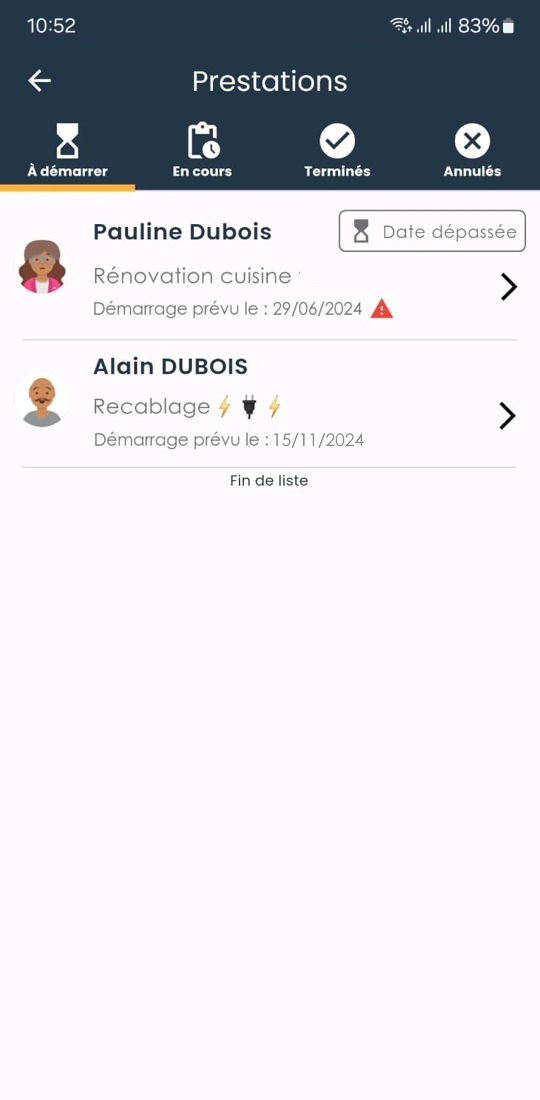 10:52
83%
Prestations
À démarrer
En cours
Terminés
Annulés
Pauline Dubois
Date dépassée
Rénovation cuisine
Démarrage prévu le : 29/06/2024
Alain DUBOIS
Recablage⚡🔌⚡
Démarrage prévu le : 15/11/2024
Fin de liste